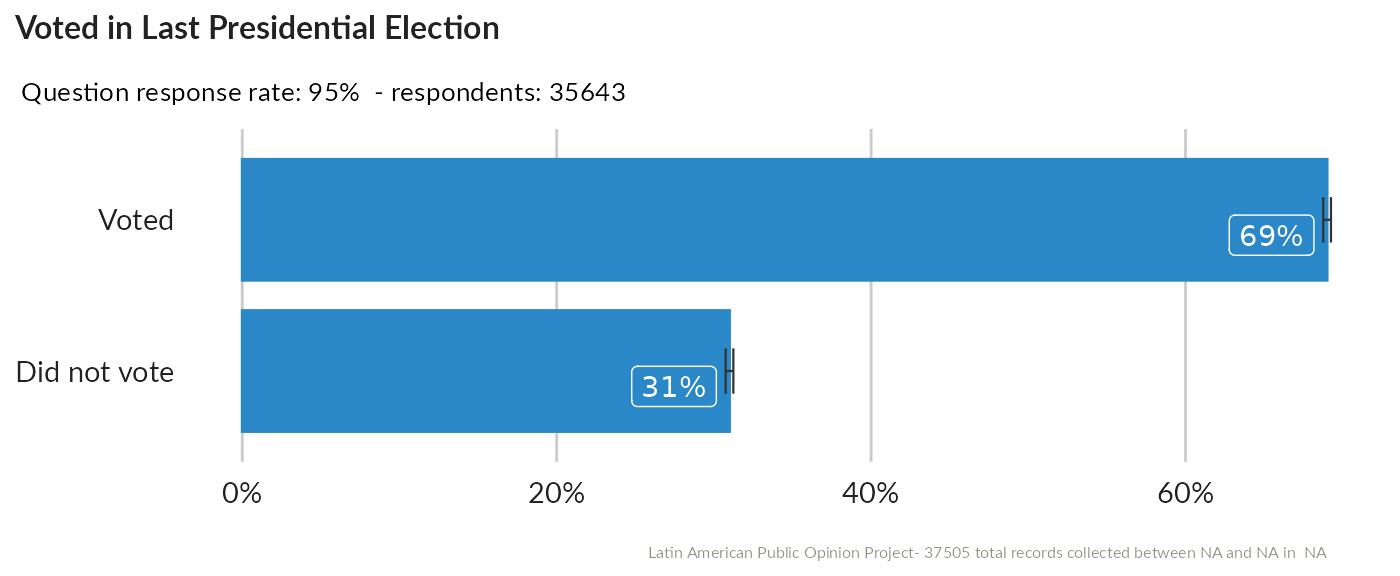 Voted in Last Presidential Election
Question response rate: 95%  - respondents: 35643
Voted
69%
Did not vote
31%
0% 20% 40% 60%
Latin American Public Opinion Project- 37505 total records collected between NA and NA in  NA